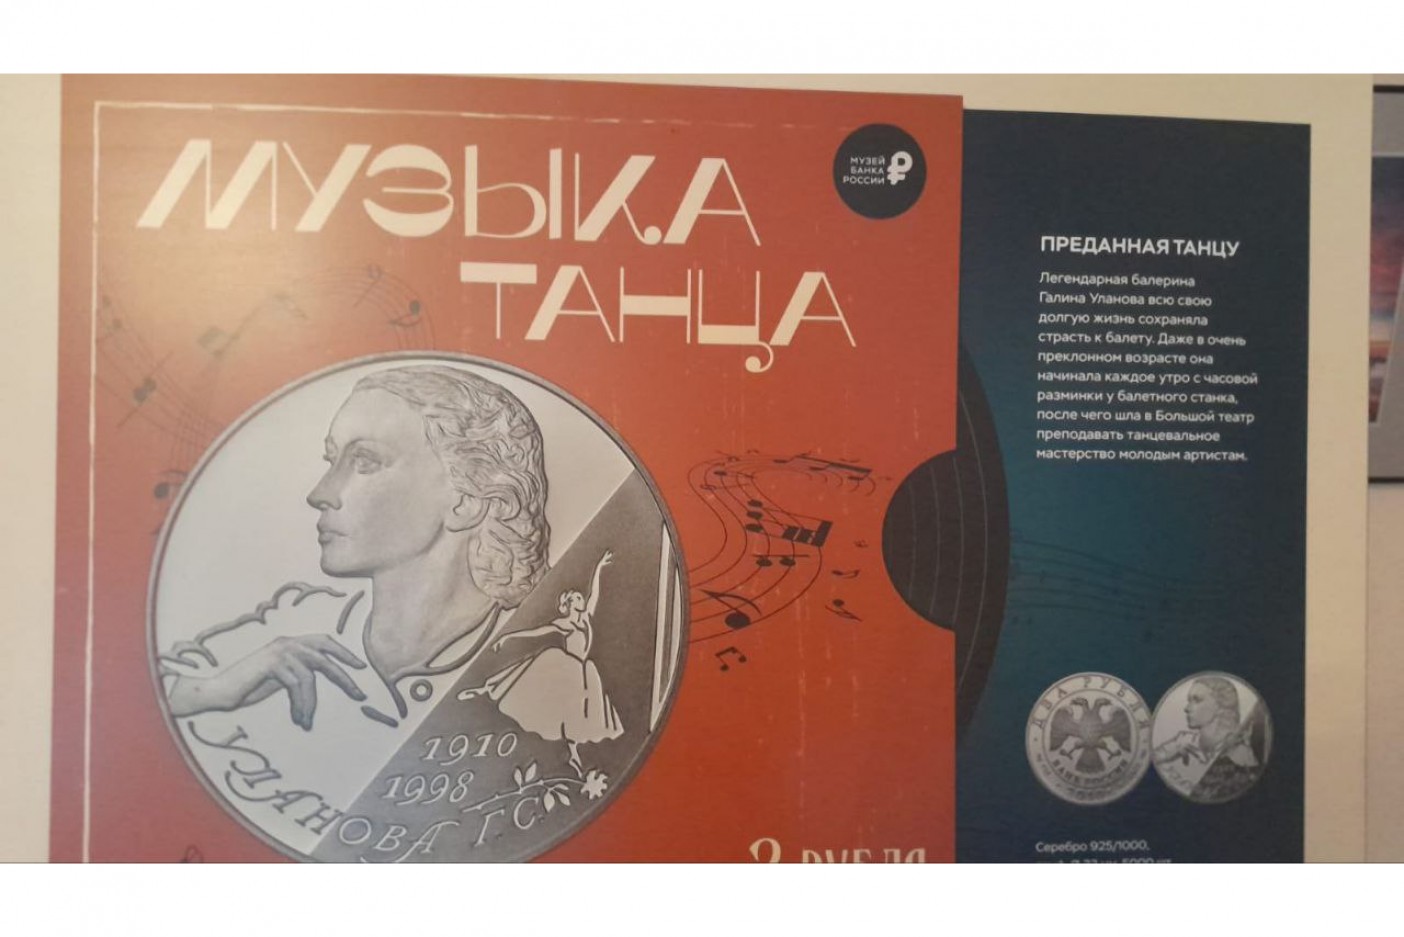 МУЗЫКА
ТАНЦА
МУЗЕЙ
БАНКА
РОССИИ
1910
1998
УЛАНОВА Г.С.
2 РУБЛЯ
ПРЕДАННАЯ ТАНЦУ
Легендарная балерина
Галина Уланова всю свою
долгую жизнь сохраняла
страсть к балету. Даже в очень
преклонном возрасте она
начинала каждое утро с часовой
разминки у балетного станка,
после чего шла в Большой театр
преподавать танцевальное
мастерство молодым артистам.
ДВА РУБЛЯ
БАНК РОССИИ
Серебро 925/1000,